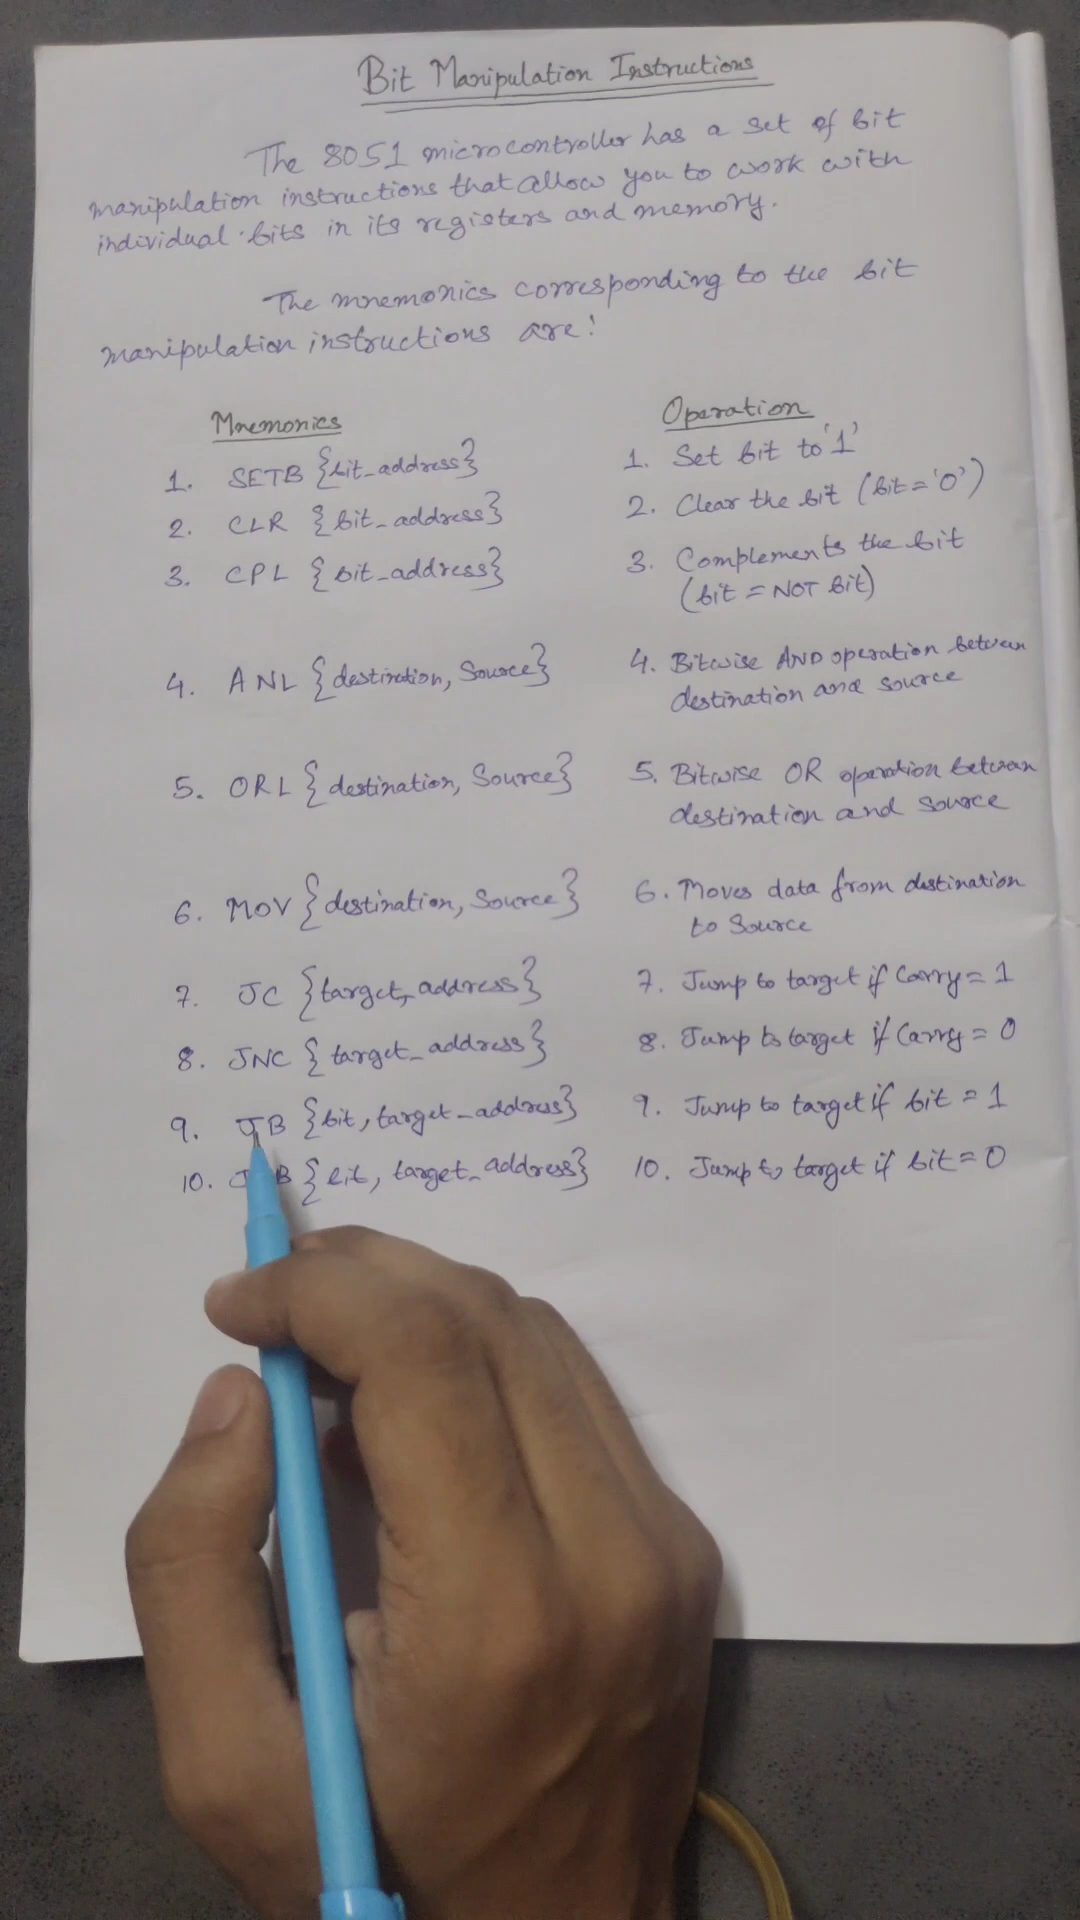 Bit Manipulation Instructions
The 8051 microcontroller has a set of bit
manipulation instructions that allow you to work with
individual bits in its registers and memory.
The mnemonics corresponding to the bit
manipulation instructions are:
Mnemonics
1. SETB {bit_address}
2. CLR {bit_address}
3. CPL {bit_address}
4. ANL {destination, Source}
5. ORL {destination, Source}
6. MOV {destination, Source}
7. JC {target_address}
8. JNC {target_address}
9. JB {bit, target_address}
10. {bit, target_address}
Operation
1. Set bit to '1'
2. Clear the bit (bit = '0')
3. Complements the bit
(bit = NOT bit)
4. Bitwise AND operation between
destination and source
5. Bitwise OR operation between
destination and source
6. Moves data from destination
to Source
7. Jump to target if Carry = 1
8. Jump to target if Carry = 0
9. Jump to target if bit = 1
10. Jump to target if bit = 0